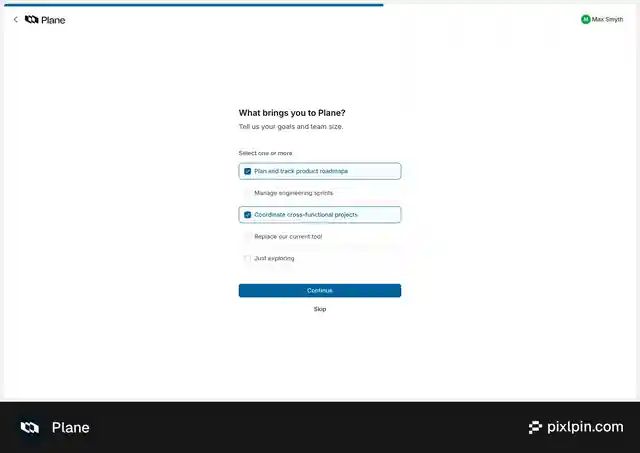 Plane
M Max Smyth
What brings you to Plane?
Tell us your goals and team size.
Select one or more
Plan and track product roadmaps
Manage engineering sprints
Coordinate cross-functional projects
Replace our current tool
Just exploring
Continue
Skip
Plane
pixlpin.com